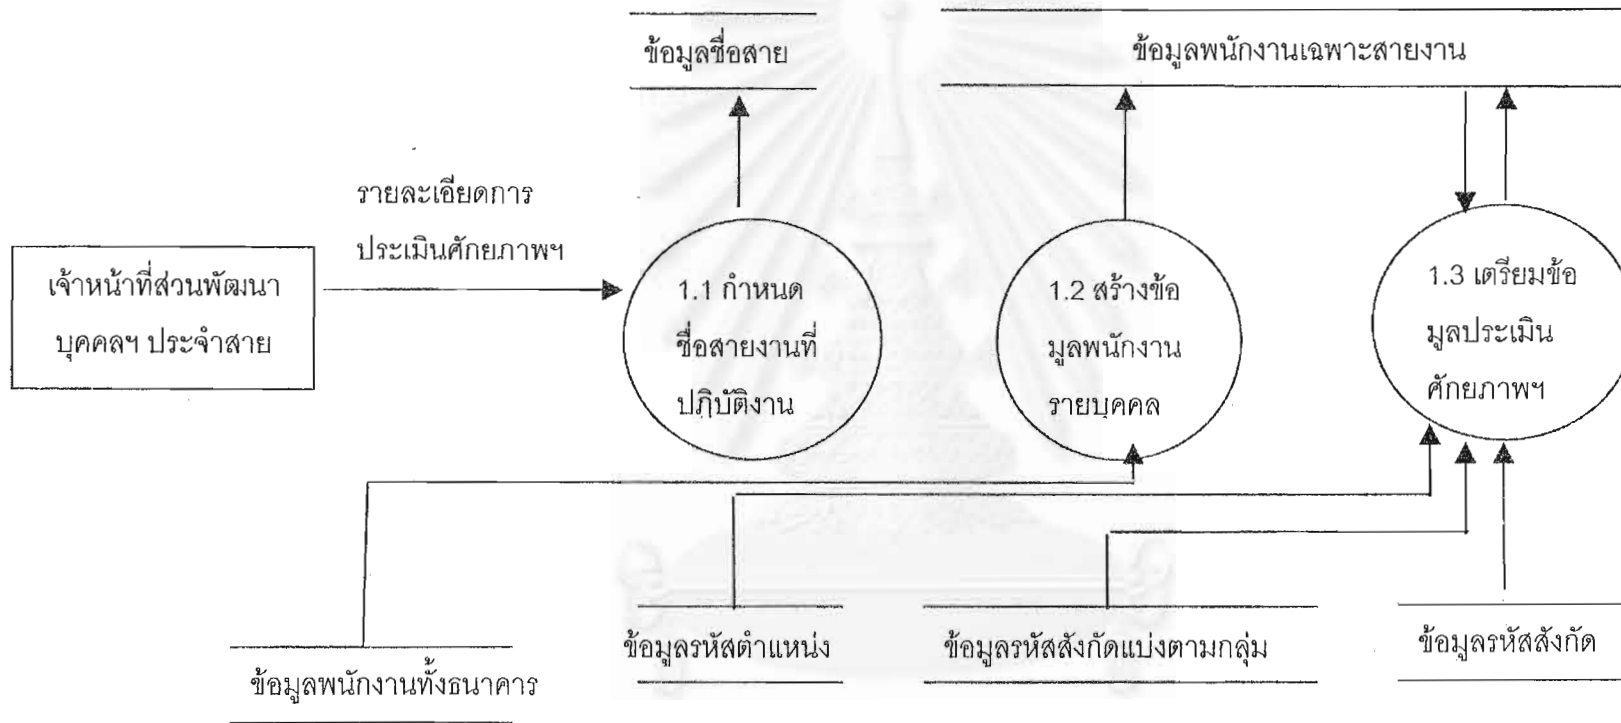 ข้อมูลชื่อสาย
ข้อมูลพนักงานเฉพาะสายงาน
รายละเอียดการ
ประเมินศักยภาพฯ
เจ้าหน้าที่ส่วนพัฒนา
บุคคลฯ ประจำสาย
1.1 กำหนด
ชื่อสายงานที่
ปฏิบัติงาน
1.2 สร้างข้อ
มูลพนักงาน
รายบุคคล
1.3 เตรียมข้อ
มูลประเมิน
ศักยภาพฯ
ข้อมูลรหัสตำแหน่ง
ข้อมูลรหัสสังกัดแบ่งตามกลุ่ม
ข้อมูลรหัสสังกัด
ข้อมูลพนักงานทั้งธนาคาร